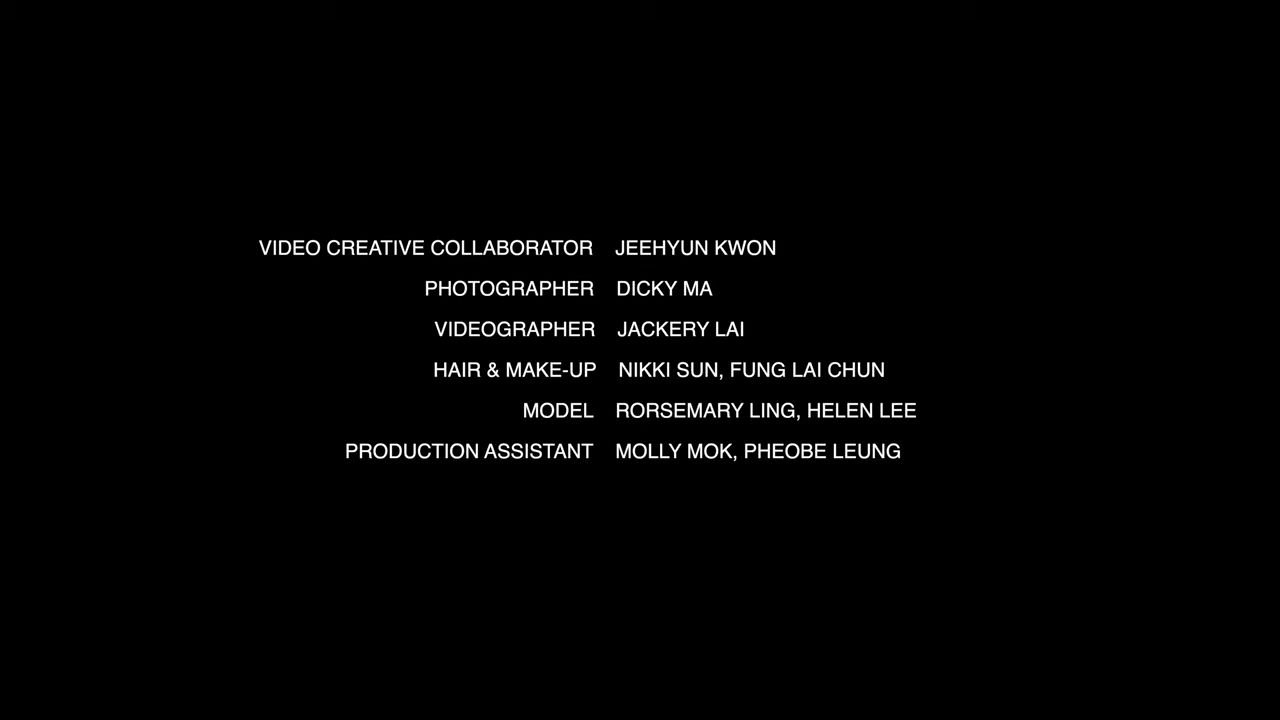 VIDEO CREATIVE COLLABORATOR JEEHYUN KWON
PHOTOGRAPHER DICKY MA
VIDEOGRAPHER JACKERY LAI
HAIR & MAKE-UP NIKKI SUN, FUNG LAI CHUN
MODEL RORSEMARY LING, HELEN LEE
PRODUCTION ASSISTANT MOLLY MOK, PHEOBE LEUNG